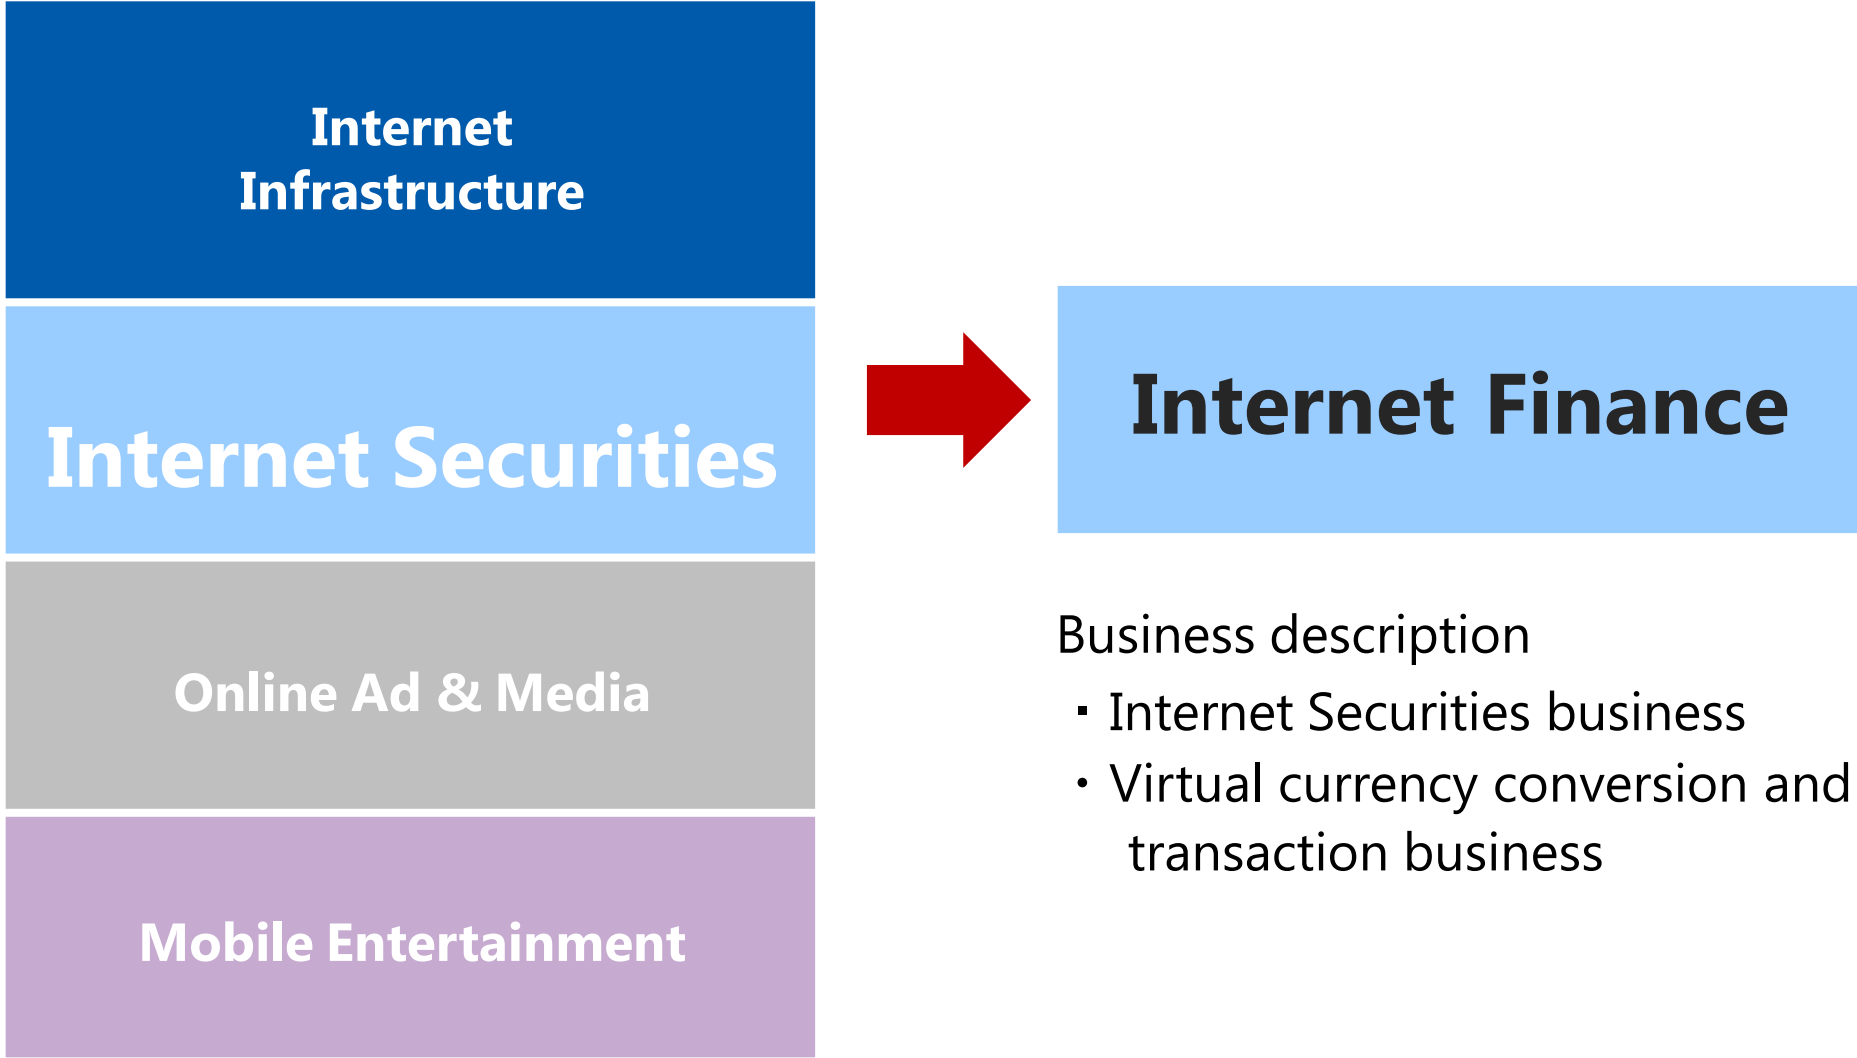 Internet
Infrastructure
Internet Securities
Online Ad & Media
Mobile Entertainment
Internet Finance
Business description
・Internet Securities business
・Virtual currency conversion and
transaction business